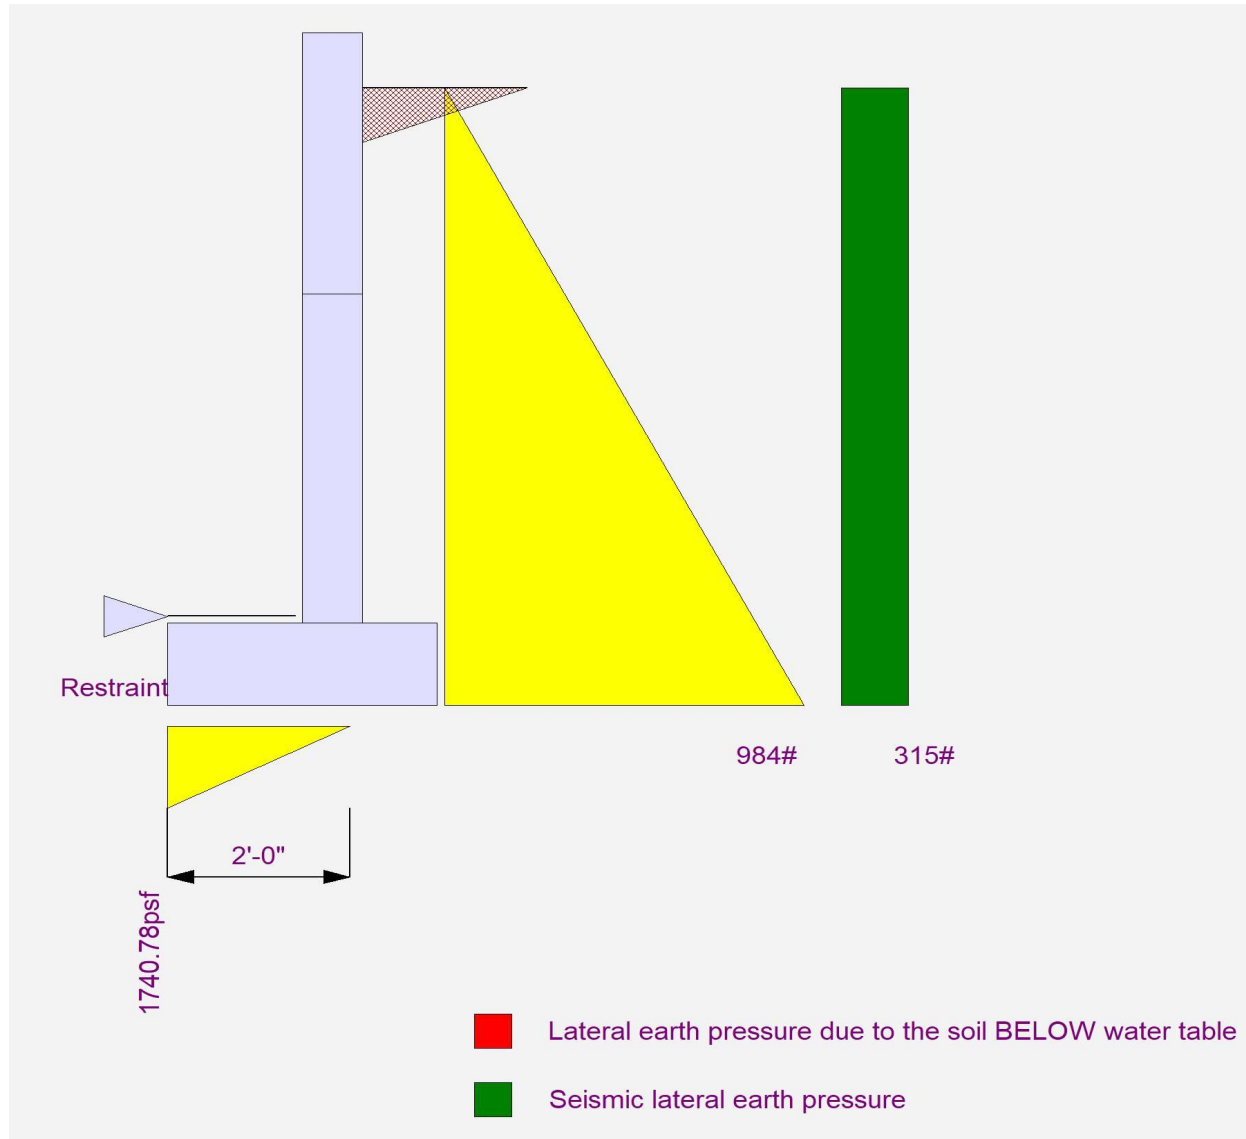 Restraint
984#
315#
2'-0"
1740.78psf
Lateral earth pressure due to the soil BELOW water table
Seismic lateral earth pressure